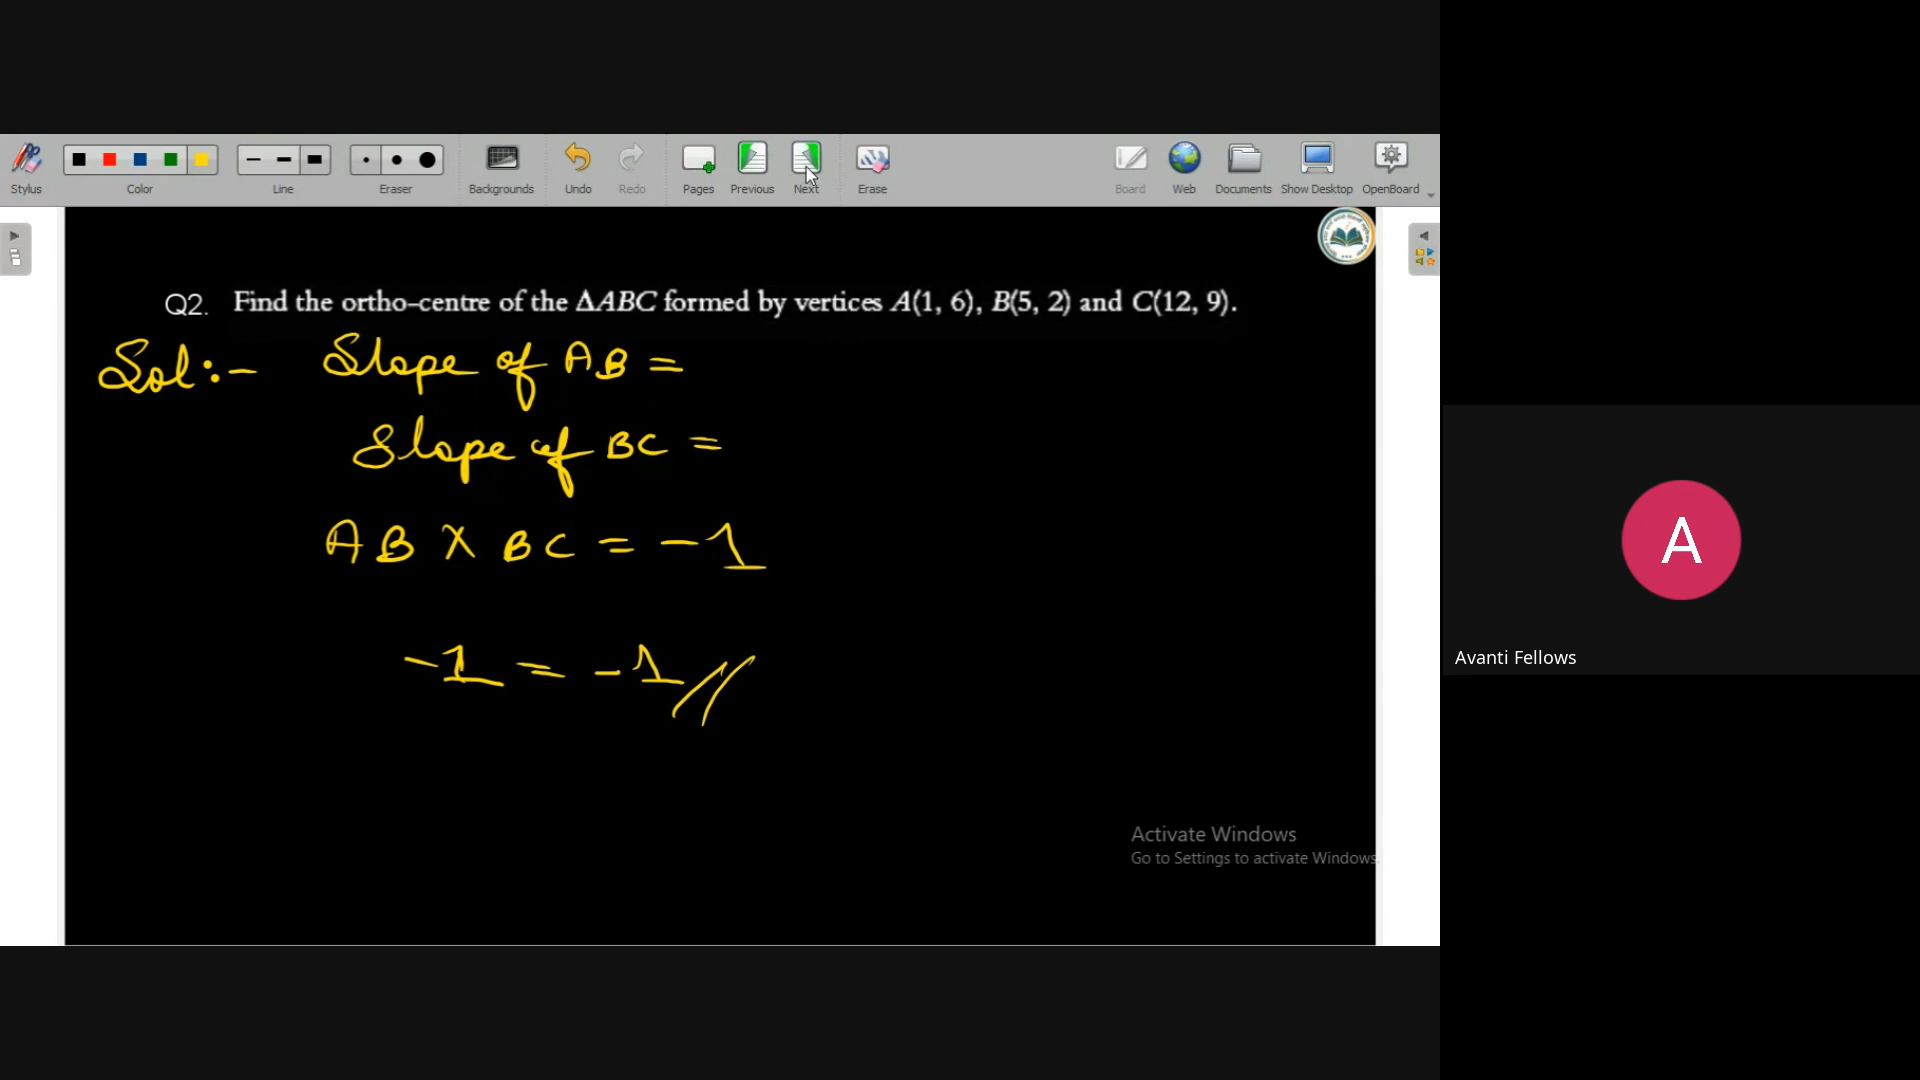 Stylus Color Line Eraser Backgrounds Undo Redo Pages Previous Next Erase Board Web Documents Show Desktop OpenBoard
Q2. Find the ortho-centre of the ΔABC formed by vertices A(1, 6), B(5, 2) and C(12, 9).
Sol:- Slope of AB =
Slope of BC =
AB X BC = -1
-1 = -1//
A
Avanti Fellows
Activate Windows
Go to Settings to activate Windows.